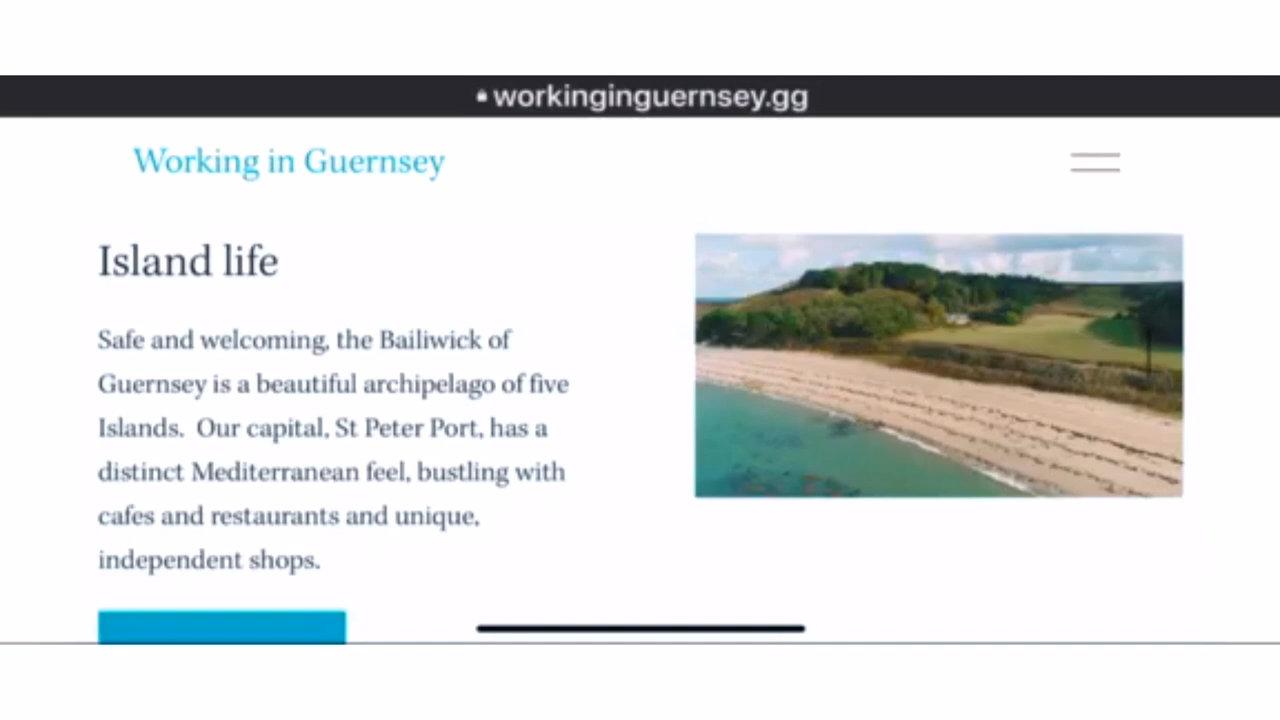 workinginguernsey.gg
Working in Guernsey
Island life
Safe and welcoming, the Bailiwick of
Guernsey is a beautiful archipelago of five
Islands.  Our capital, St Peter Port, has a
distinct Mediterranean feel, bustling with
cafes and restaurants and unique,
independent shops.